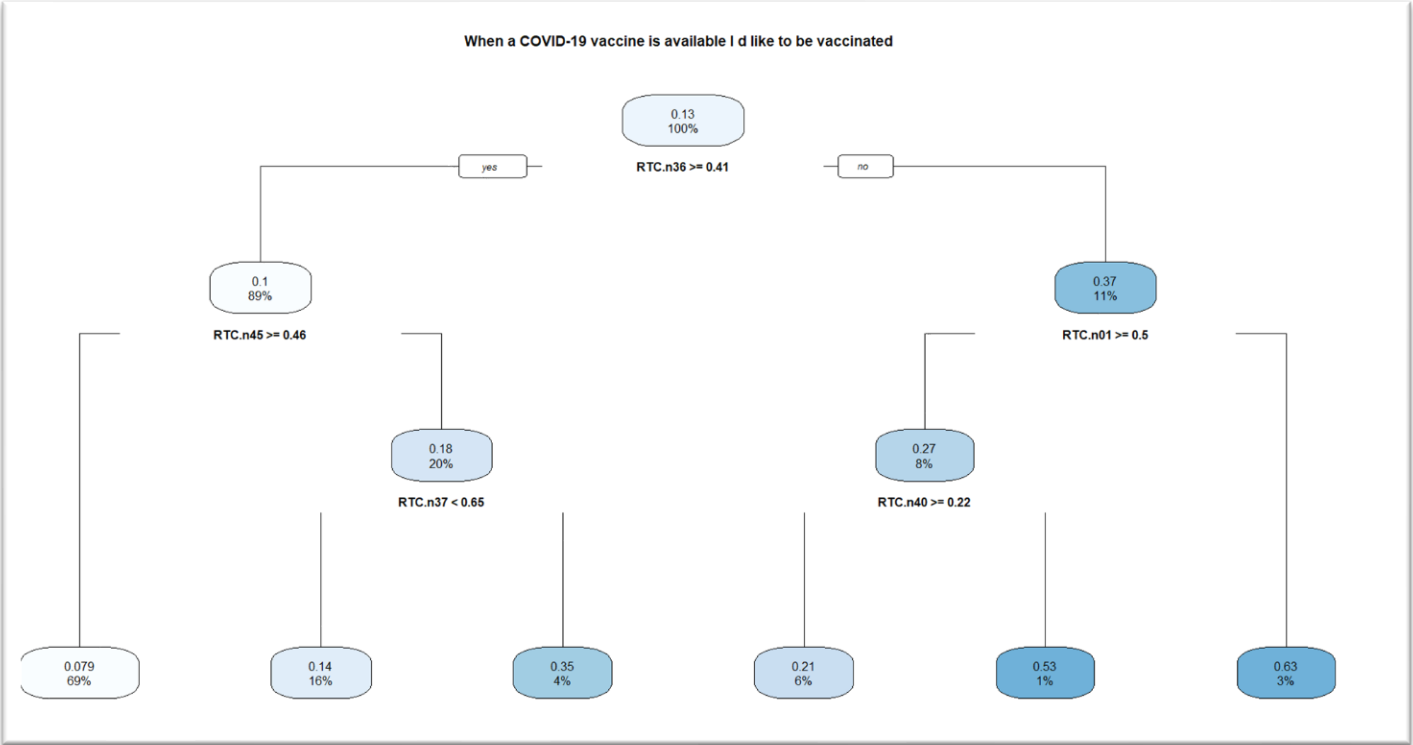 When a COVID-19 vaccine is available I d like to be vaccinated
0.13
100%
yes
RTC.n36 >= 0.41
no
0.1
89%
0.37
11%
RTC.n45 >= 0.46
RTC.n01 >= 0.5
0.18
20%
0.27
8%
RTC.n37 < 0.65
RTC.n40 >= 0.22
0.079
69%
0.14
16%
0.35
4%
0.21
6%
0.53
1%
0.63
3%